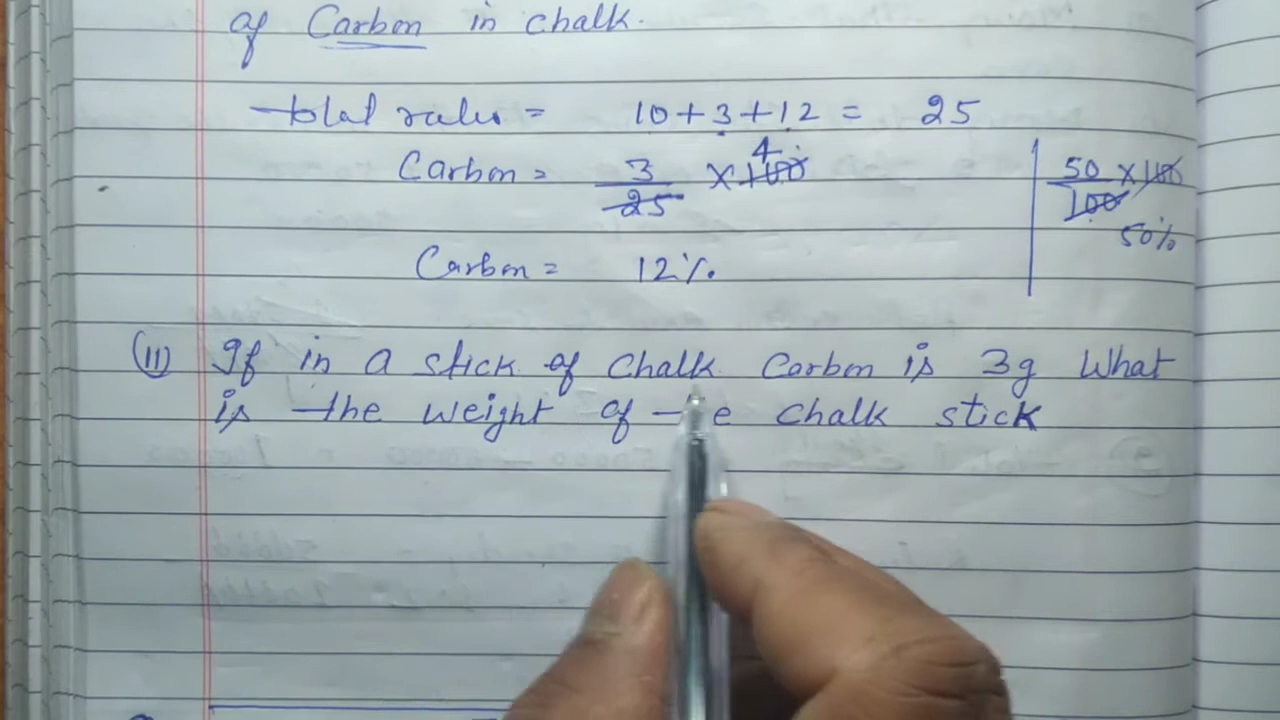 of Carbon in chalk.
total ratio = 10+3+12 = 25
Carbon = 3/25 × 100 4
50/100 × 100
50%
Carbon = 12%.
(II) If in a stick of chalk Carbon is 3g What
is the weight of chalk stick